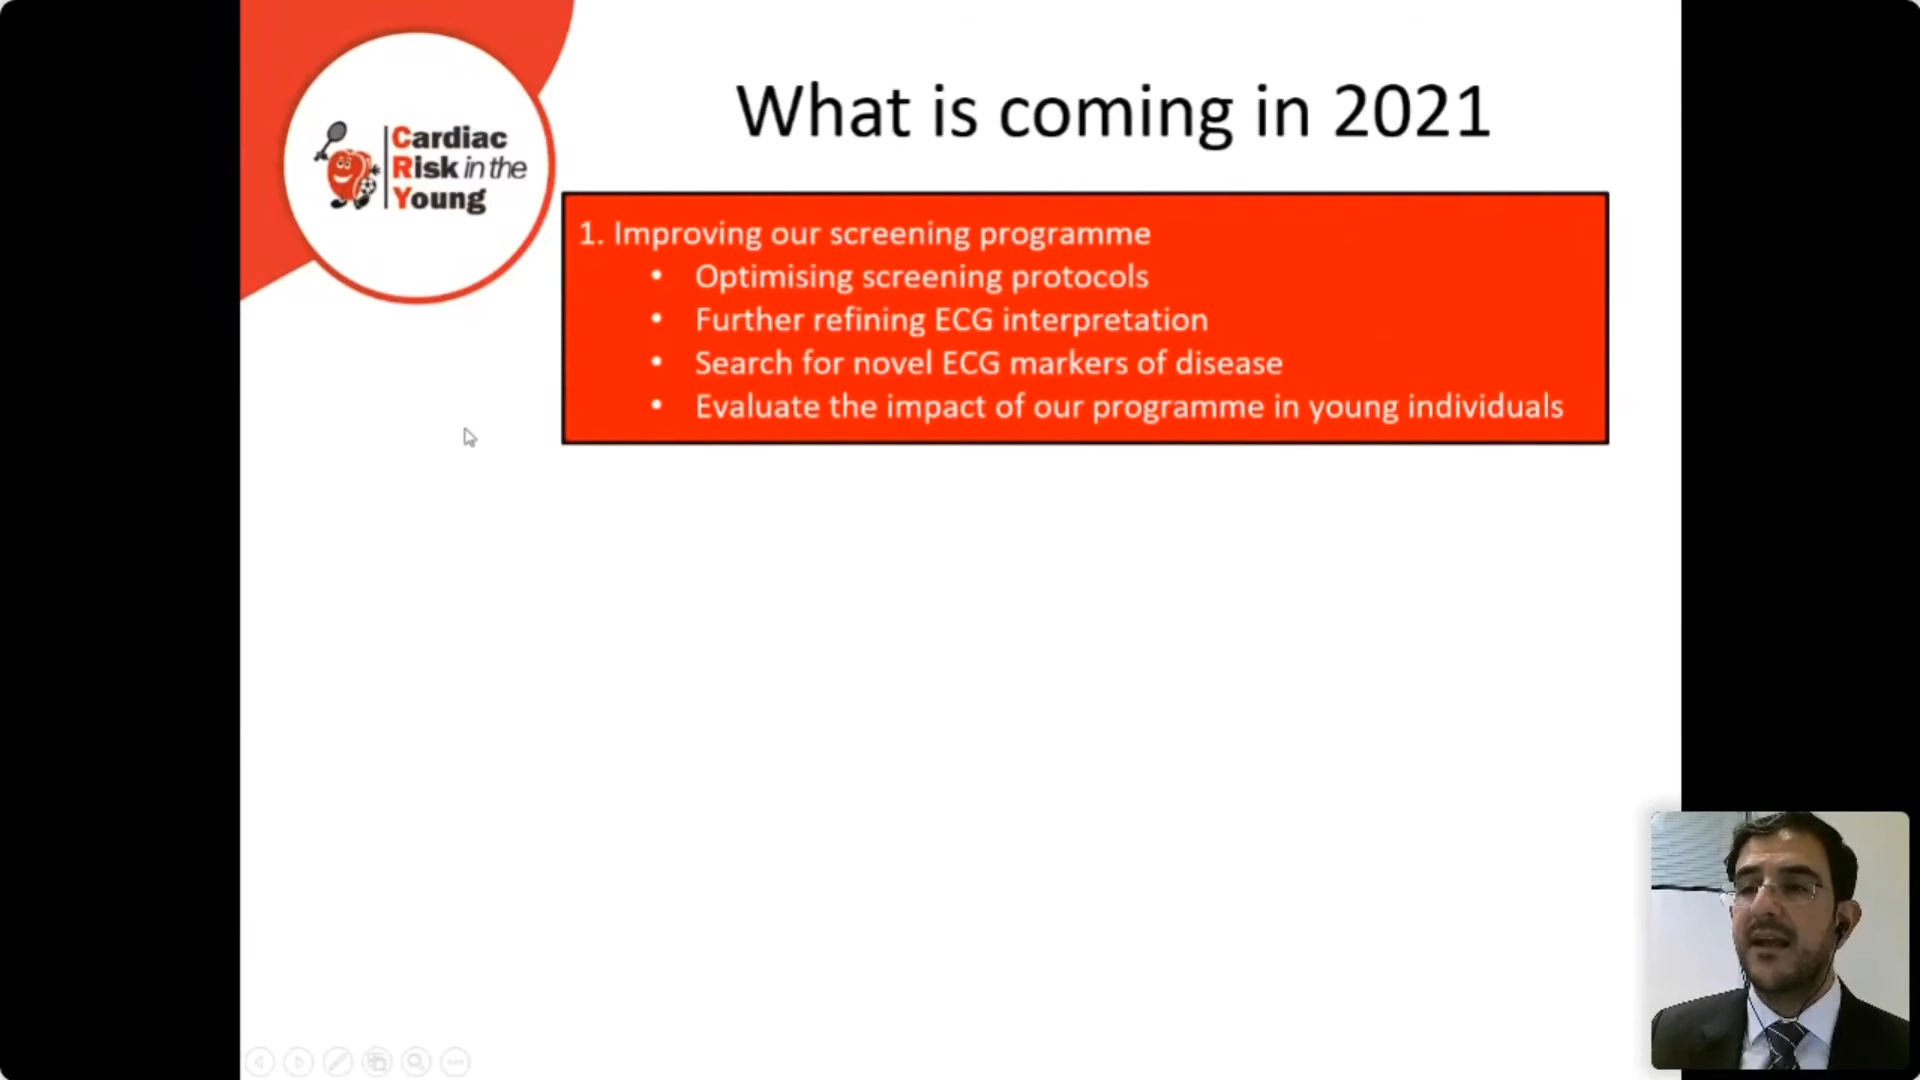 Cardiac
Risk in the
Young
What is coming in 2021
1. Improving our screening programme
• Optimising screening protocols
• Further refining ECG interpretation
• Search for novel ECG markers of disease
• Evaluate the impact of our programme in young individuals